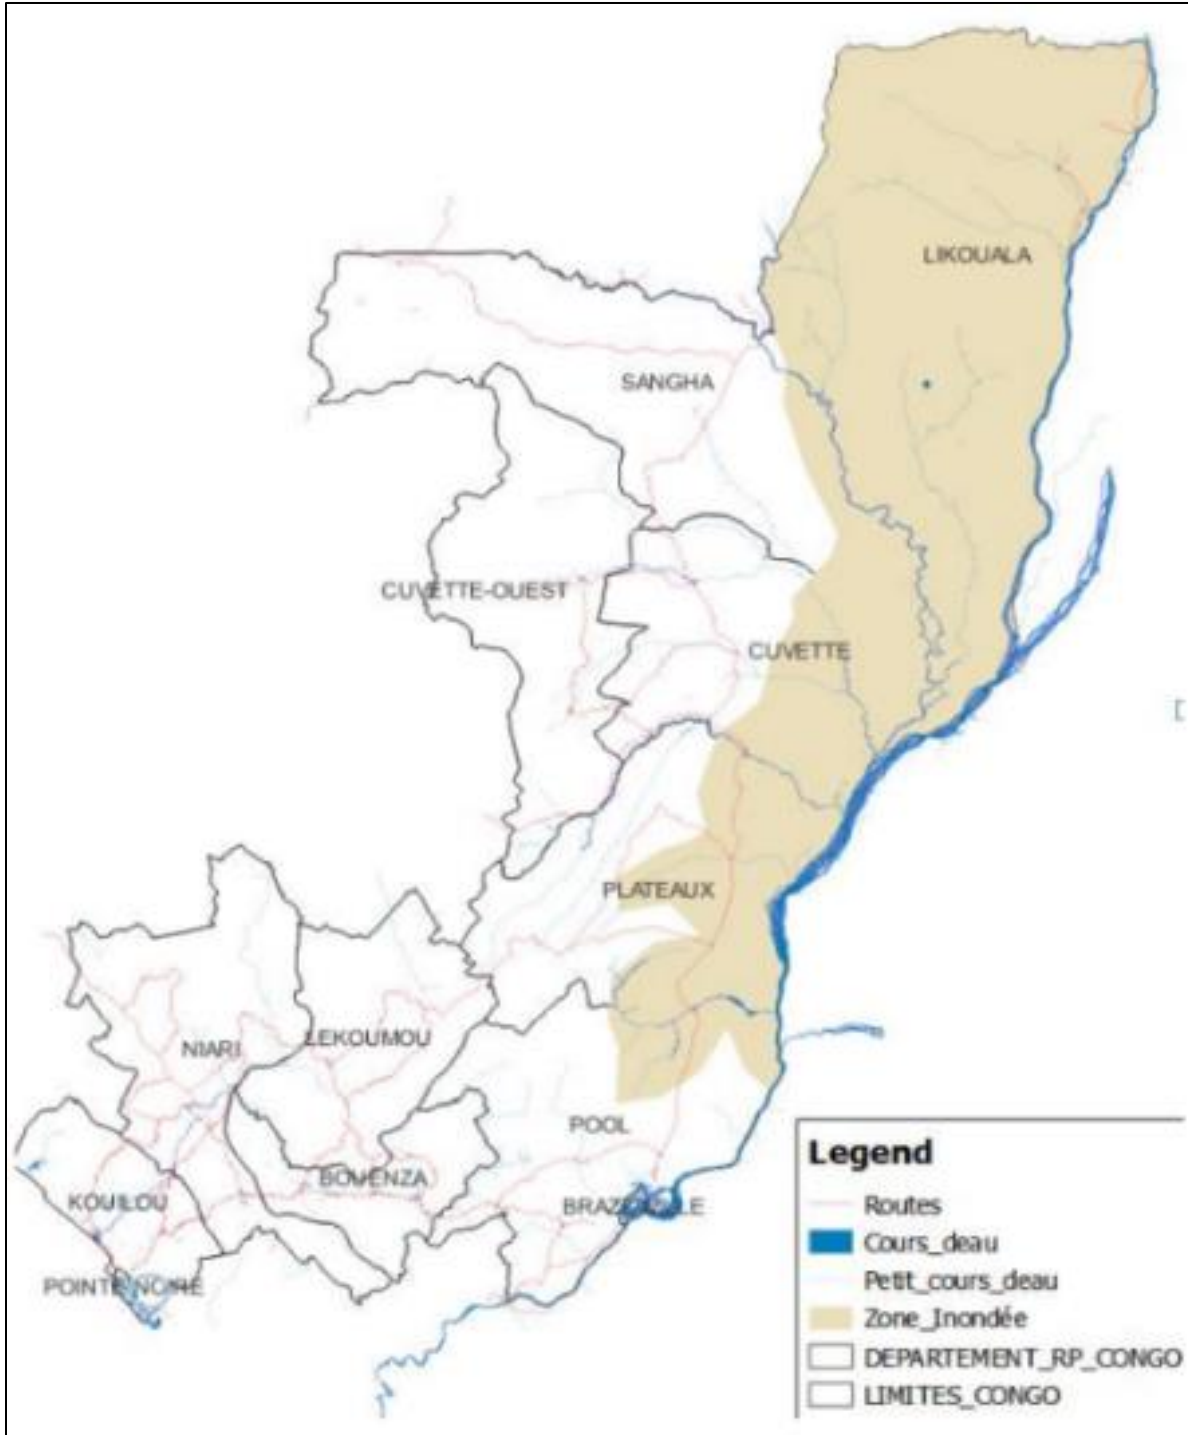 LIKOUALA
SANGHA
CUVETTE-OUEST
CUVETTE
PLATEAUX
NIARI
LEKOUMOU
POOL
BOUENZA
KOUILOU
POINTE NOIRE
Legend
Routes
Cours_deau
Petit_cours_deau
Zone_Inondée
DEPARTEMENT_RP_CONGO
LIMITES_CONGO